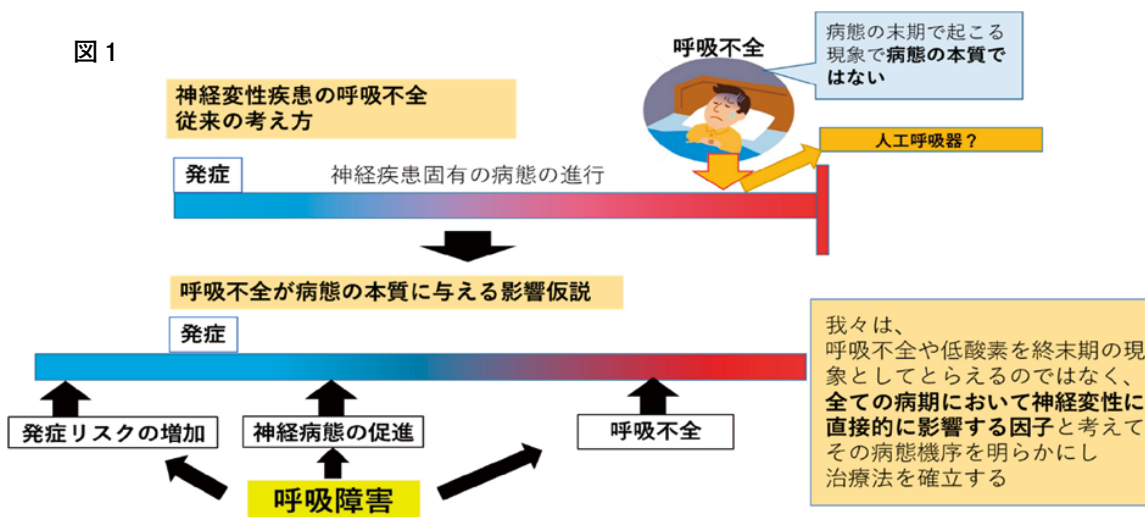 図1
呼吸不全
病態の末期で起こる
現象で病態の本質で
はない
神経変性疾患の呼吸不全
従来の考え方
人工呼吸器？
発症
神経疾患固有の病態の進行
呼吸不全が病態の本質に与える影響仮説
発症
我々は、
呼吸不全や低酸素を終末期の現
象としてとらえるのではなく、
全ての病期において神経変性に
直接的に影響する因子と考えて
その病態機序を明らかにし
治療法を確立する
発症リスクの増加
神経病態の促進
呼吸不全
呼吸障害